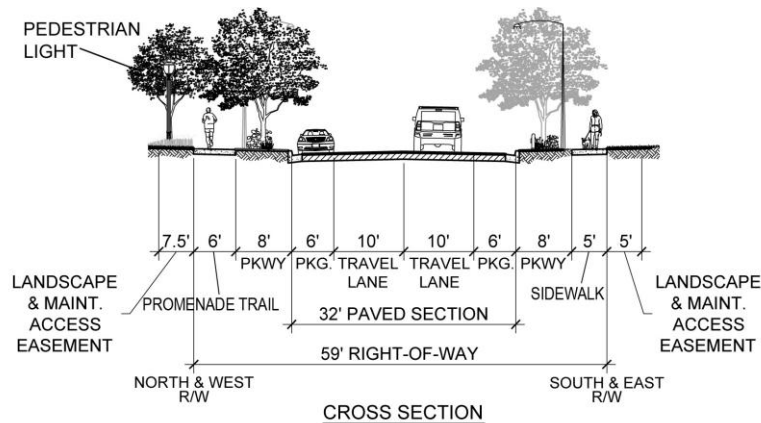 PEDESTRIAN
LIGHT
7.5' 6' 8' 6' 10' 10' 6' 8' 5' 5'
PKWY PKG. TRAVEL TRAVEL PKG. PKWY
LANE LANE
LANDSCAPE
& MAINT.
ACCESS
EASEMENT
PROMENADE TRAIL
SIDEWALK
LANDSCAPE
& MAINT.
ACCESS
EASEMENT
32' PAVED SECTION
59' RIGHT-OF-WAY
NORTH & WEST
R/W
SOUTH & EAST
R/W
CROSS SECTION